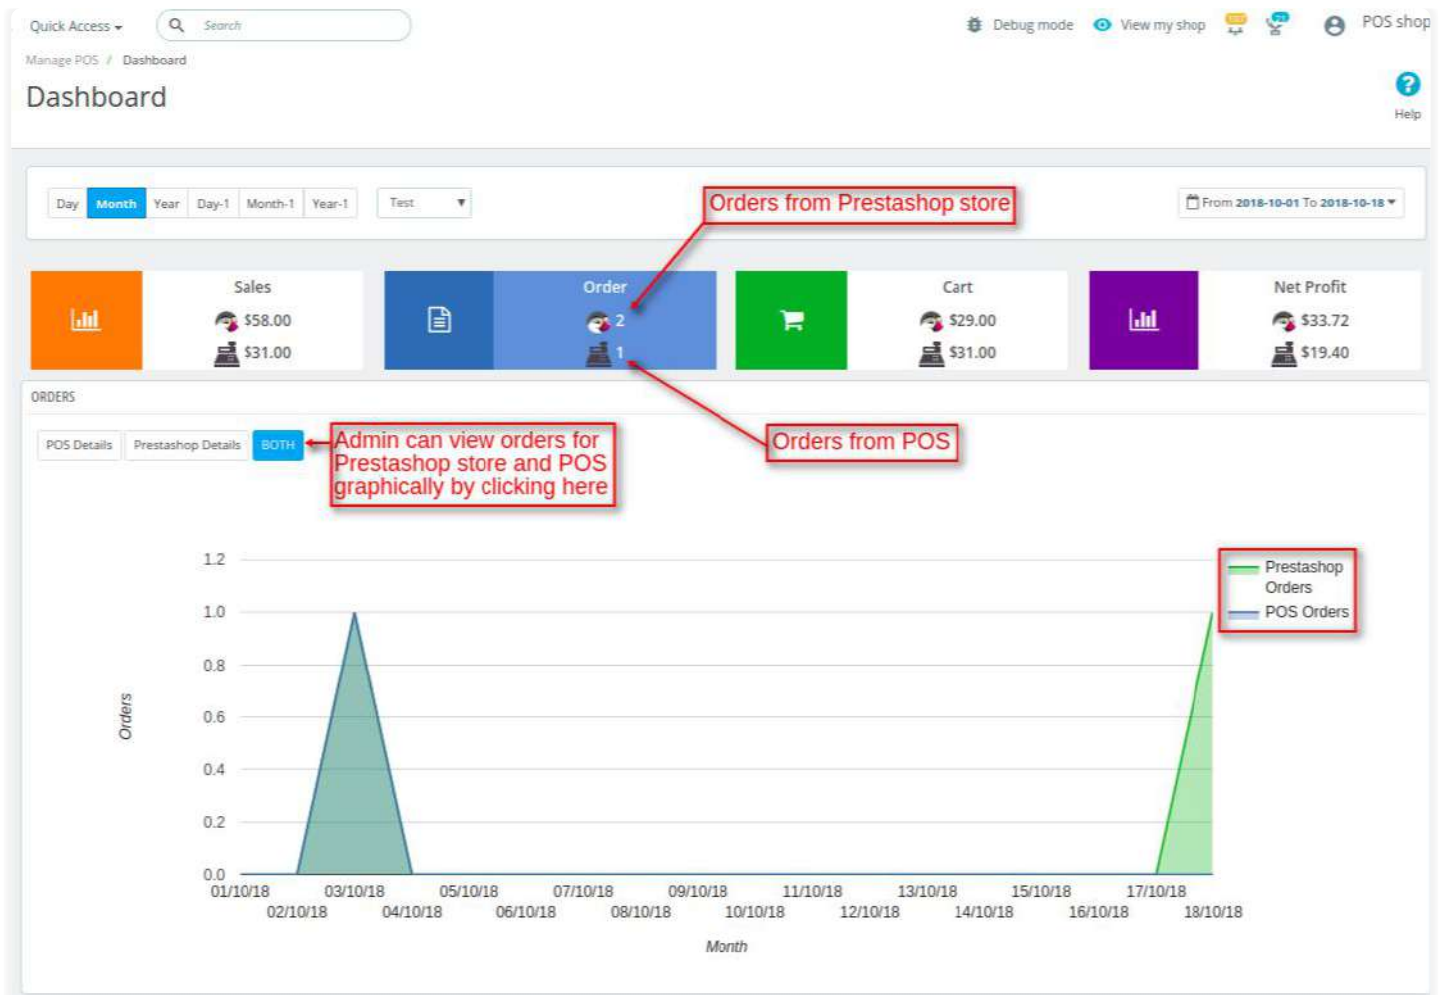 Quick Access
Search
Debug mode
View my shop
POS shop
Manage POS / Dashboard
Dashboard
Help
Day Month Year Day-1 Month-1 Year-1
Test
Orders from Prestashop store
From 2018-10-01 To 2018-10-18
Sales
$58.00
$31.00
Order
2
1
Cart
$29.00
$31.00
Net Profit
$33.72
$19.40
ORDERS
POS Details Prestashop Details BOTH
Admin can view orders for
Prestashop store and POS
graphically by clicking here
Orders from POS
1.2
1.0
0.8
0.6
0.4
0.2
0.0
Orders
Prestashop
Orders
POS Orders
01/10/18 03/10/18 05/10/18 07/10/18 09/10/18 11/10/18 13/10/18 15/10/18 17/10/18
02/10/18 04/10/18 06/10/18 08/10/18 10/10/18 12/10/18 14/10/18 16/10/18 18/10/18
Month